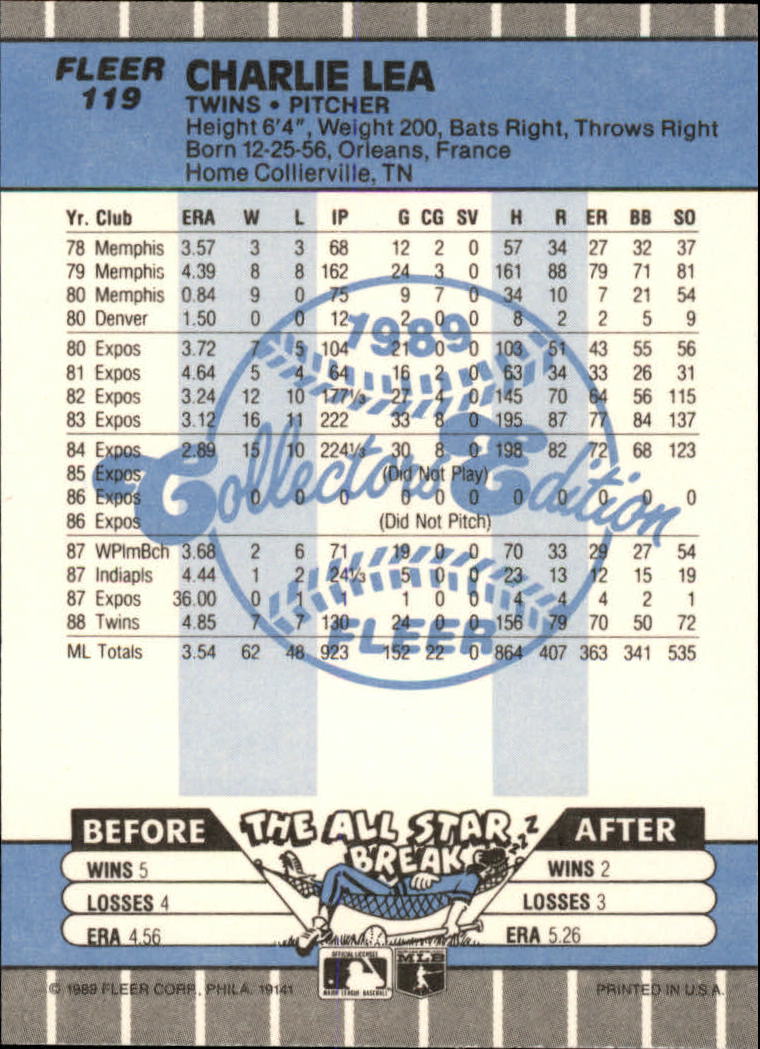 FLEER
119
CHARLIE LEA
TWINS • PITCHER
Height 6'4", Weight 200, Bats Right, Throws Right
Born 12-25-56, Orleans, France
Home Collierville, TN
Yr. Club ERA W L IP G CG SV H R ER BB SO
78 Memphis 3.57 3 3 68 12 2 0 57 34 27 32 37
79 Memphis 4.39 8 8 162 24 3 0 161 88 79 71 81
80 Memphis 0.84 9 0 75 9 7 0 34 10 7 21 54
80 Denver 1.50 0 0 12 2 0 0 8 2 2 5 9
80 Expos 3.72 7 5 104 21 0 0 103 51 43 55 56
81 Expos 4.64 5 4 64 16 2 0 63 34 33 26 31
82 Expos 3.24 12 10 177⅓ 27 4 0 145 70 64 56 115
83 Expos 3.12 16 11 222 33 8 0 195 87 77 84 137
84 Expos 2.89 15 10 224⅓ 30 8 0 198 82 72 68 123
85 Expos (Did Not Play)
86 Expos 0 0 0 0 0 0 0 0 0 0 0
86 Expos (Did Not Pitch)
87 WPlmBch 3.68 2 6 71 19 0 0 70 33 29 27 54
87 Indiapls 4.44 1 2 24⅓ 5 0 0 23 13 12 15 19
87 Expos 36.00 0 1 1 1 0 0 4 4 4 2 1
88 Twins 4.85 7 7 130 24 0 0 156 79 70 50 72
ML Totals 3.54 62 48 923 152 22 0 864 407 363 341 535
1989
Collectors Edition
FLEER
BEFORE THE ALL STAR BREAK AFTER
zzzZ
WINS 5 WINS 2
LOSSES 4 LOSSES 3
ERA 4.56 ERA 5.26
OFFICIAL LICENSEE
MAJOR LEAGUE BASEBALL
MLB
© 1989 FLEER CORP., PHILA. 19141 PRINTED IN U.S.A.